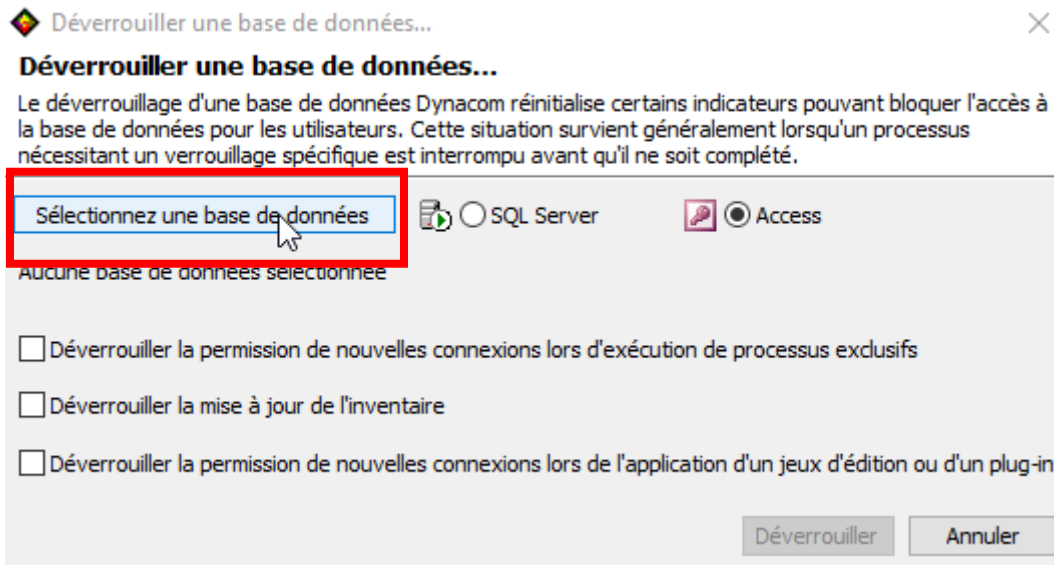 Déverrouiller une base de données...
Déverrouiller une base de données...
Le déverrouillage d'une base de données Dynacom réinitialise certains indicateurs pouvant bloquer l'accès à
la base de données pour les utilisateurs. Cette situation survient généralement lorsqu'un processus
nécessitant un verrouillage spécifique est interrompu avant qu'il ne soit complété.
Sélectionnez une base de données SQL Server Access
Aucune base de données sélectionnée
Déverrouiller la permission de nouvelles connexions lors d'exécution de processus exclusifs
Déverrouiller la mise à jour de l'inventaire
Déverrouiller la permission de nouvelles connexions lors de l'application d'un jeux d'édition ou d'un plug-in
Déverrouiller Annuler